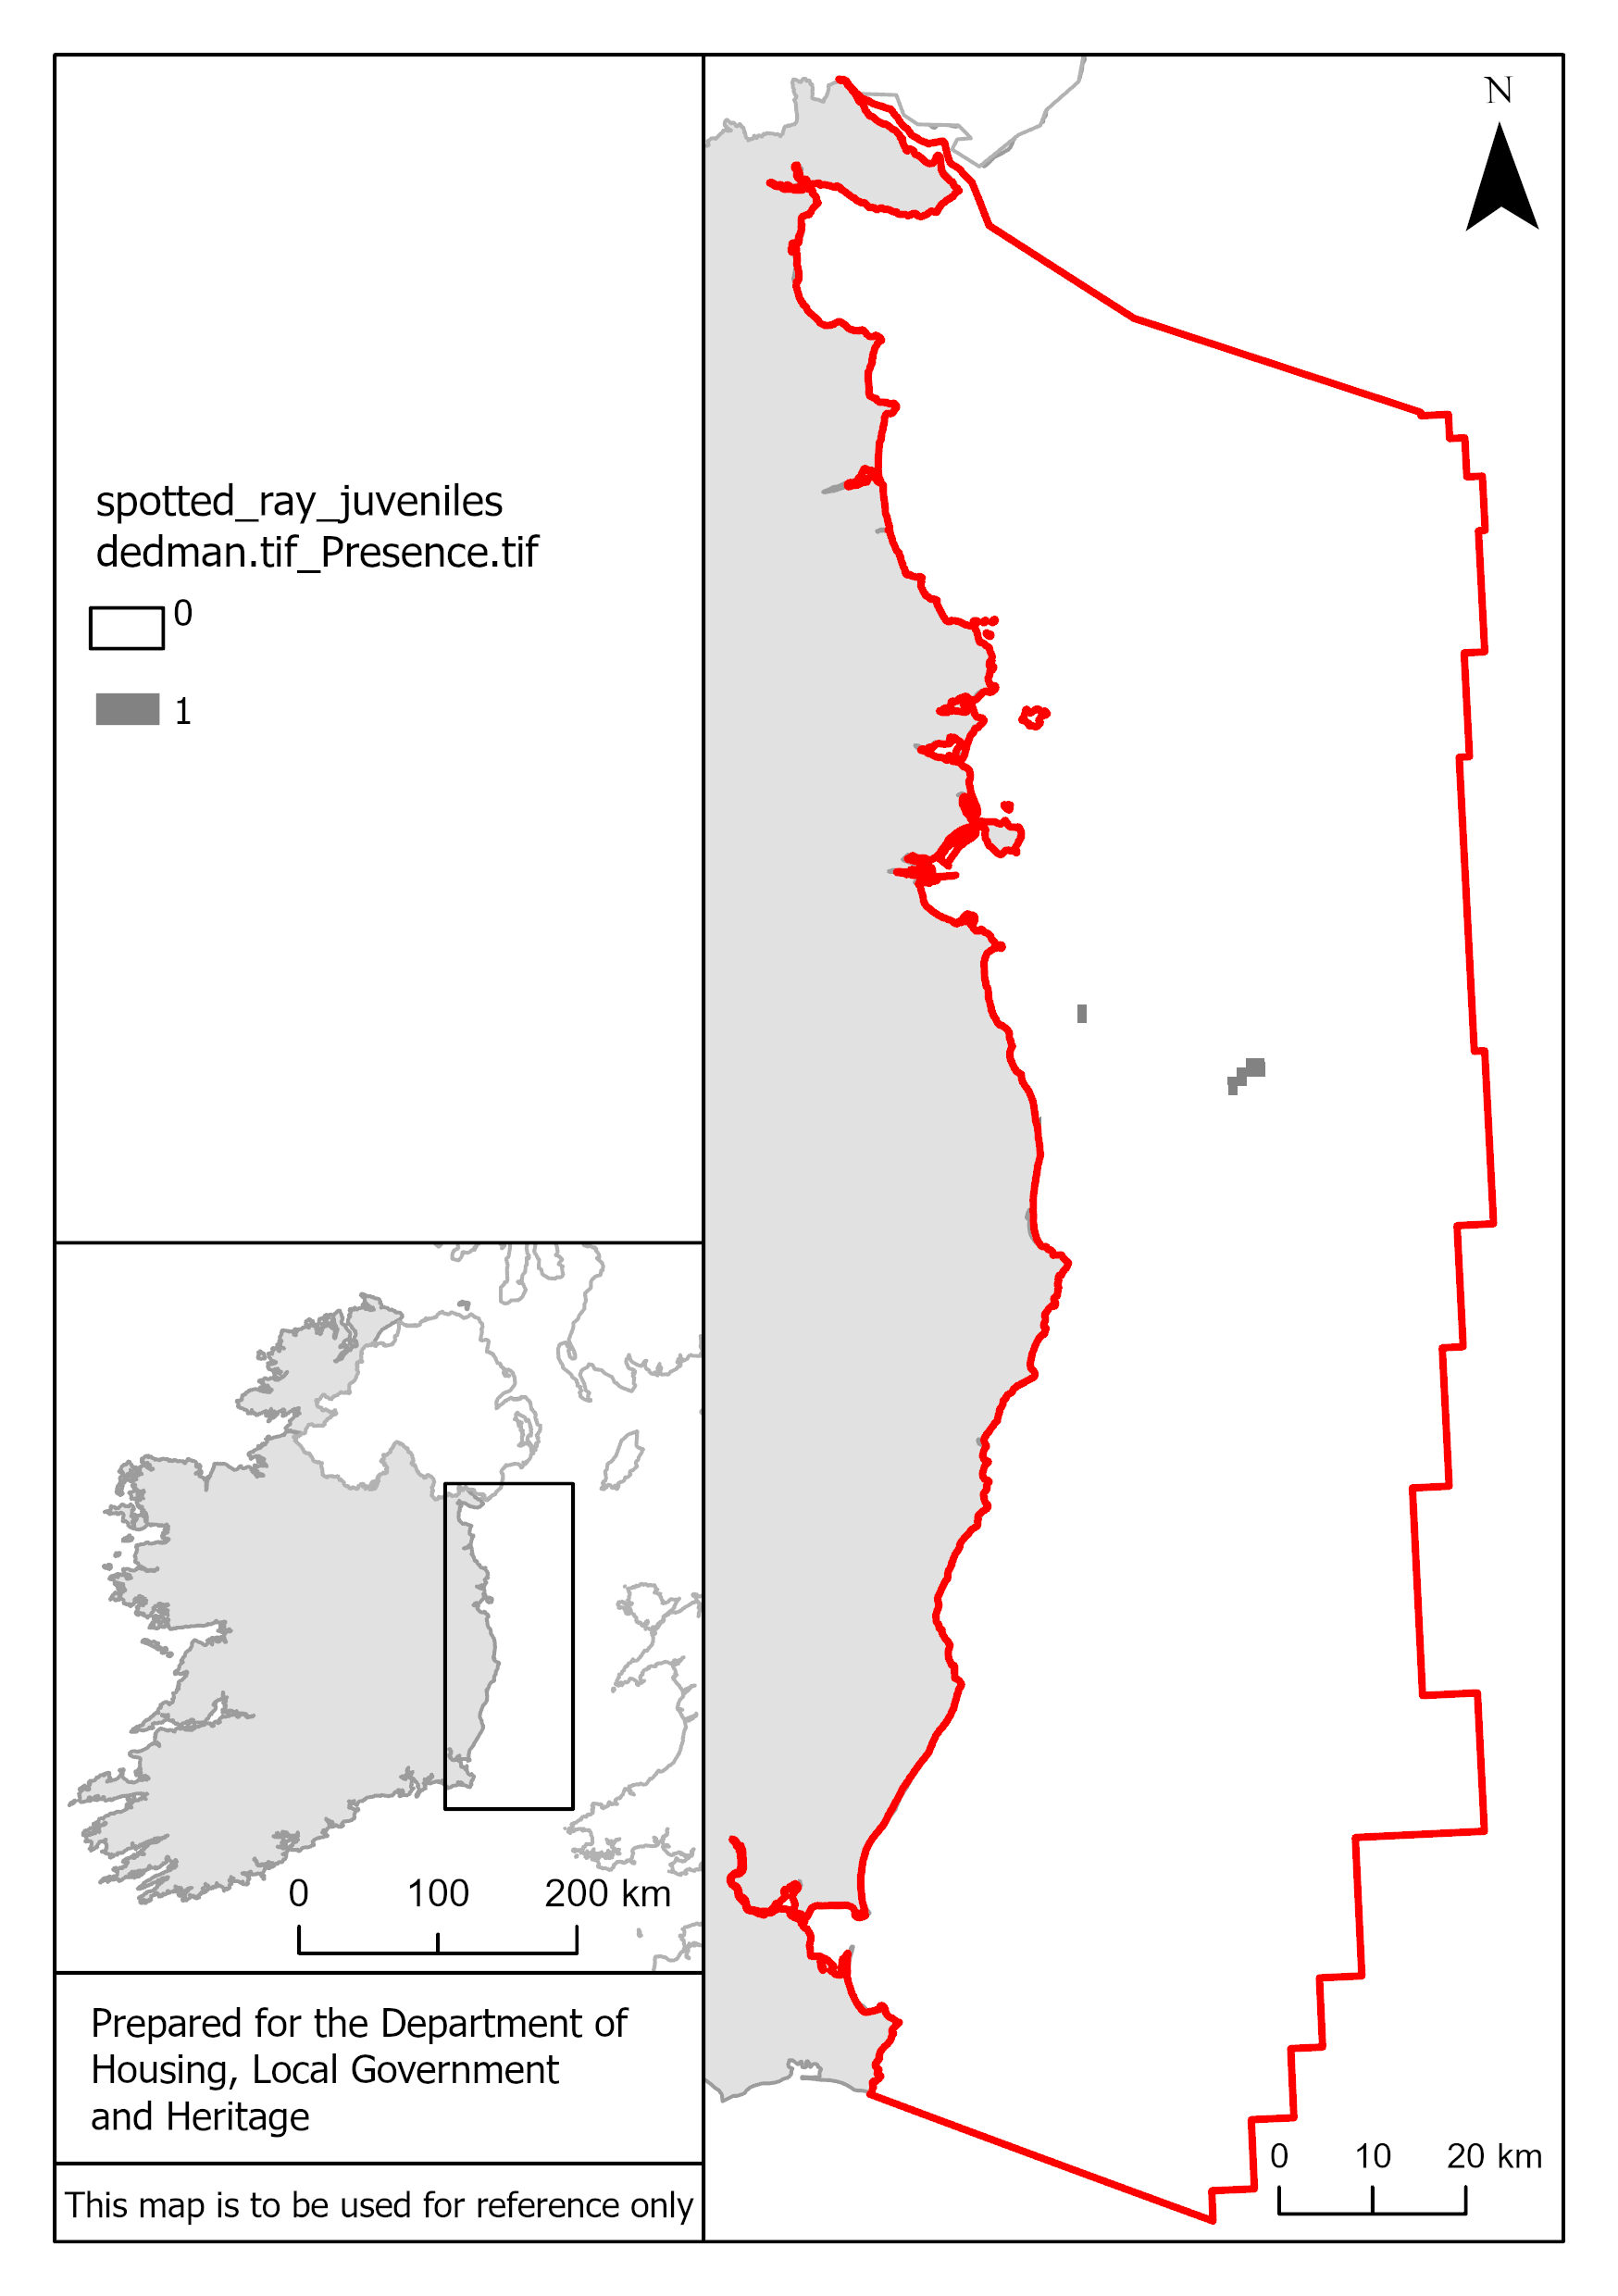 N
spotted_ray_juveniles
dedman.tif_Presence.tif
0
1
0 100 200 km
Prepared for the Department of
Housing, Local Government
and Heritage
This map is to be used for reference only
0 10 20 km